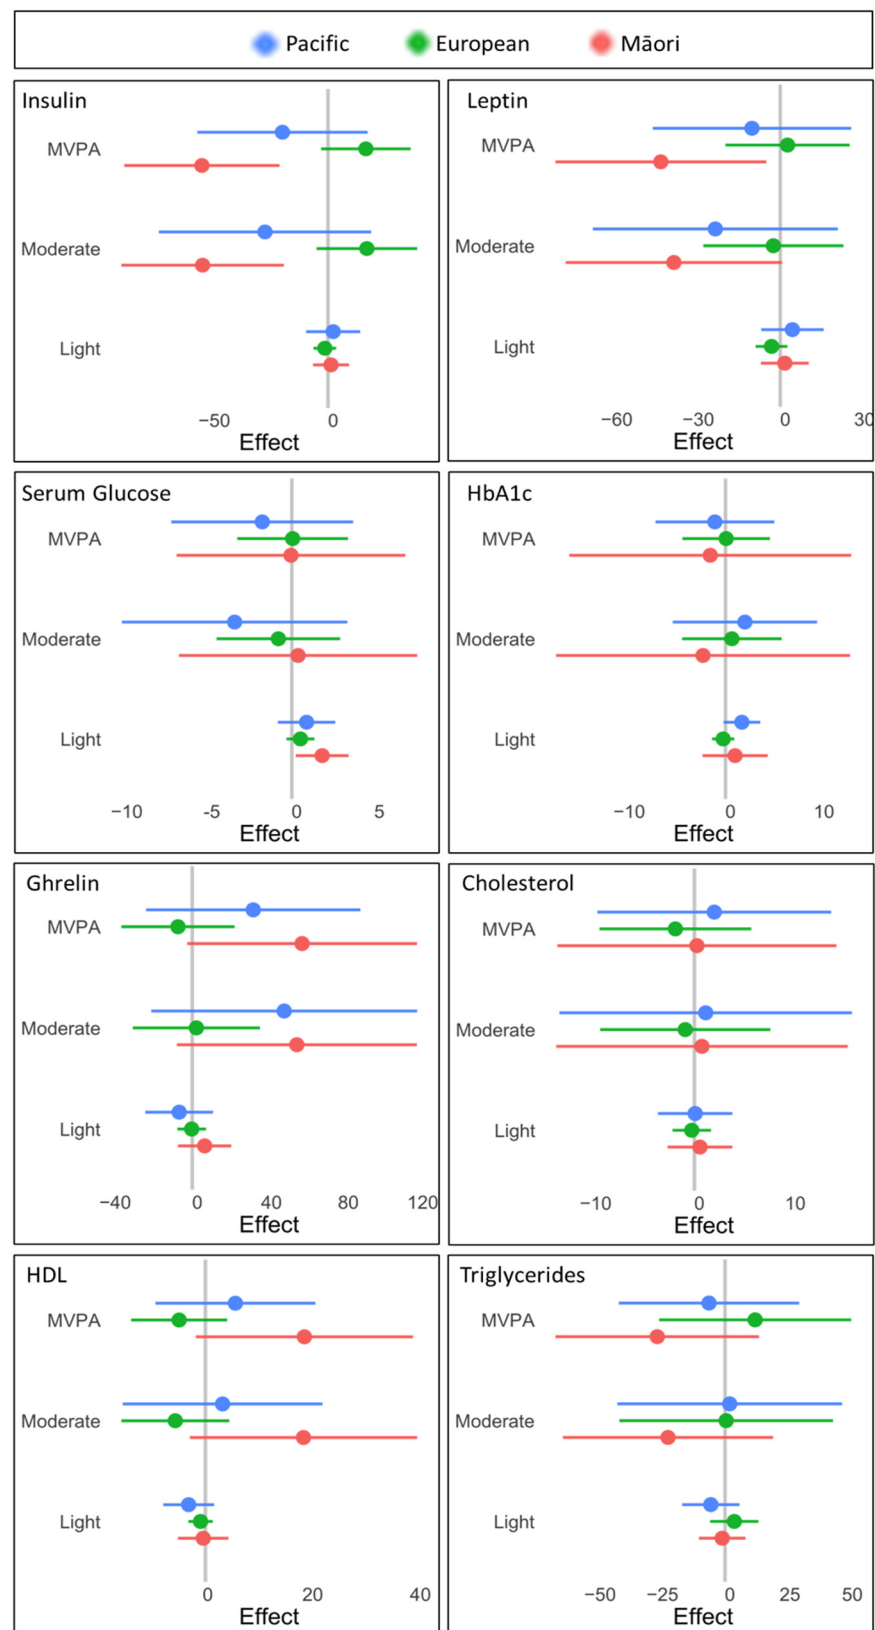 Pacific European Māori
Insulin
MVPA
Moderate
Light
−50 0
Effect
Leptin
MVPA
Moderate
Light
−60 −30 0 30
Effect
Serum Glucose
MVPA
Moderate
Light
−10 -5 0 5
Effect
HbA1c
MVPA
Moderate
Light
−10 0 10
Effect
Ghrelin
MVPA
Moderate
Light
−40 0 40 80 120
Effect
Cholesterol
MVPA
Moderate
Light
−10 0 10
Effect
HDL
MVPA
Moderate
Light
0 20 40
Effect
Triglycerides
MVPA
Moderate
Light
−50 −25 0 25 50
Effect